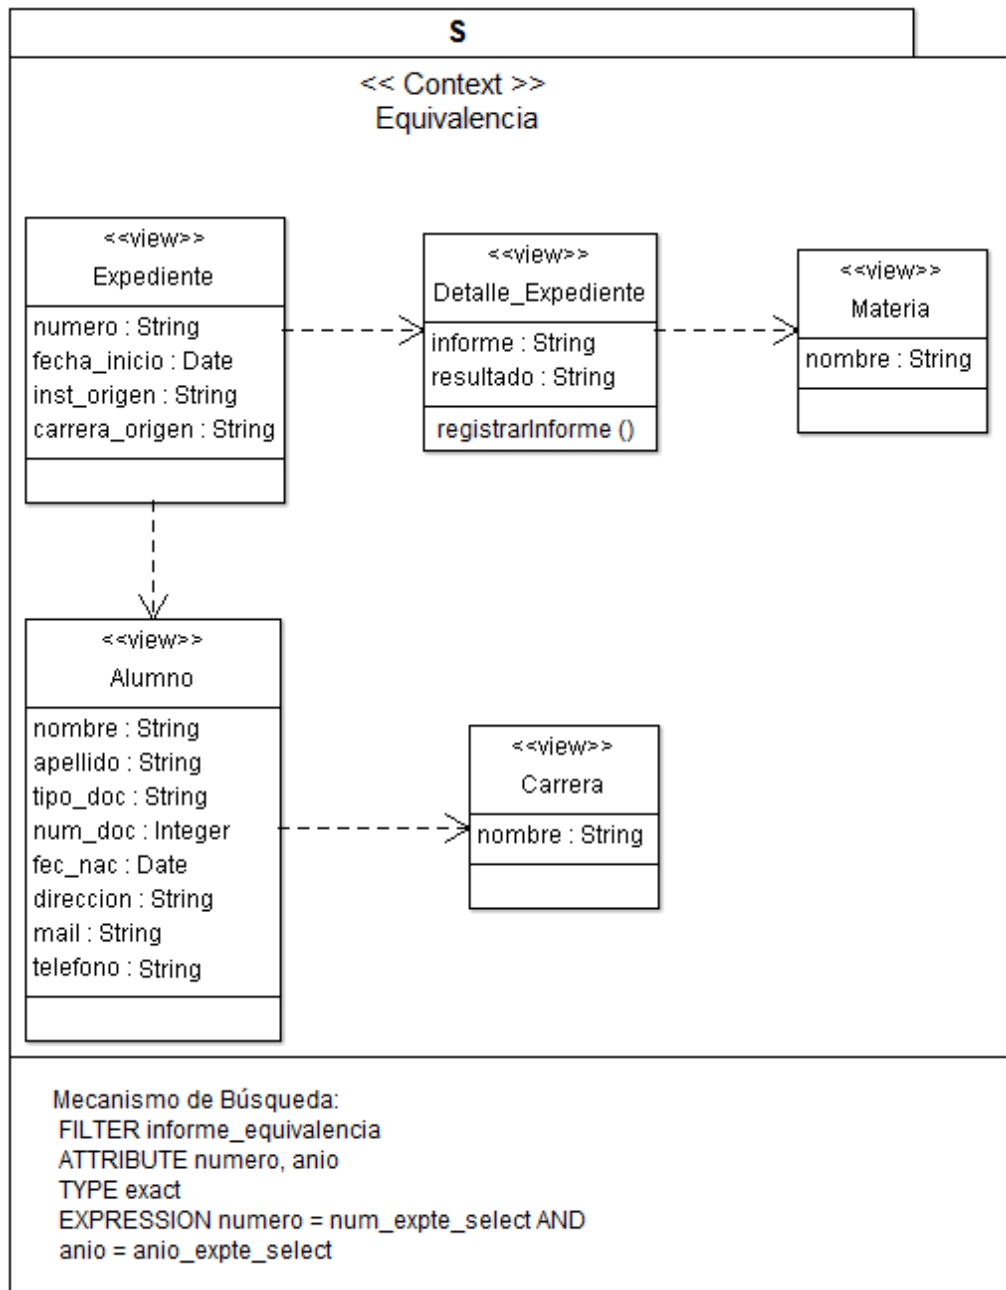 S
<< Context >>
Equivalencia
<<view>>
Expediente
numero : String
fecha_inicio : Date
inst_origen : String
carrera_origen : String
<<view>>
Detalle_Expediente
informe : String
resultado : String
registrarInforme ()
<<view>>
Materia
nombre : String
<<view>>
Alumno
nombre : String
apellido : String
tipo_doc : String
num_doc : Integer
fec_nac : Date
direccion : String
mail : String
telefono : String
<<view>>
Carrera
nombre : String
Mecanismo de Búsqueda:
FILTER informe_equivalencia
ATTRIBUTE numero, anio
TYPE exact
EXPRESSION numero = num_expte_select AND
anio = anio_expte_select